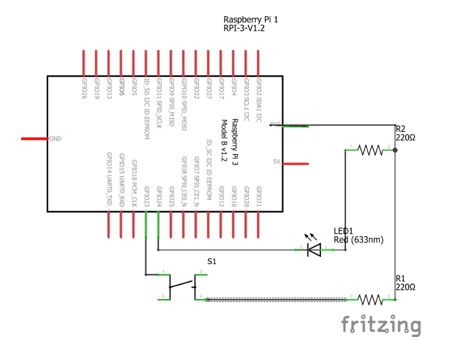 Raspberry Pi 1
RPI-3-V1.2
GPIO26
GPIO19
GPIO13
GPIO6
GPIO5
ID_SD I2C ID EEPROM
GPIO11 SPI0_SCLK
GPIO9 SPI0_MISO
GPIO10 SPI0_MOSI
GPIO22
GPIO27
GPIO17
GPIO4
GPIO3 SCL1 I2C
GPIO2 SDA1 I2C
3V3
GND
5V
Raspberry Pi 3
Model B v1.2
GPIO14 UART0_TXD
GPIO15 UART0_RXD
GPIO18 PCM_CLK
GPIO23
GPIO24
GPIO25
GPIO8 SPI0_CE0_N
GPIO7 SPI0_CE1_N
ID_SC I2C ID EEPROM
GPIO12
GPIO16
GPIO20
GPIO21
R2
220Ω
LED1
Red (633nm)
S1
R1
220Ω
fritzing